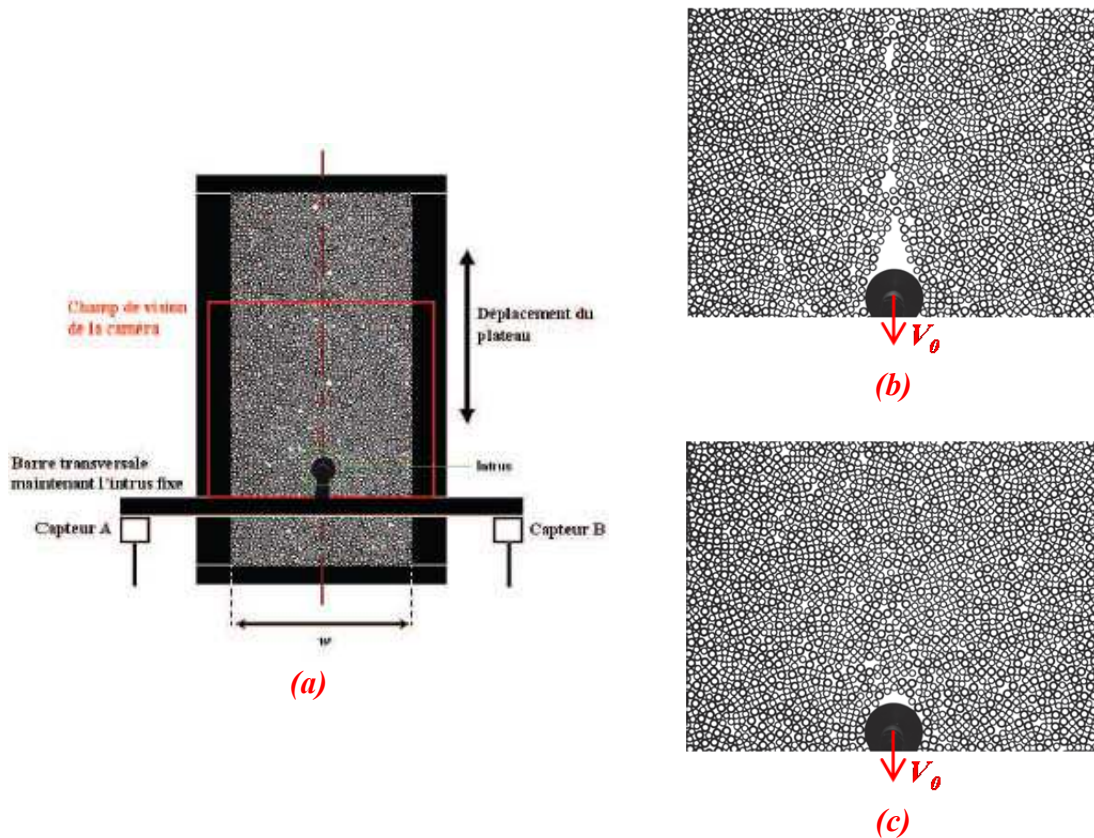 Champ de vision
de la caméra
Déplacement du
plateau
Intrus
Barre transversale
maintenant l'intrus fixe
Capteur A
Capteur B
w
(a)
V₀
(b)
V₀
(c)